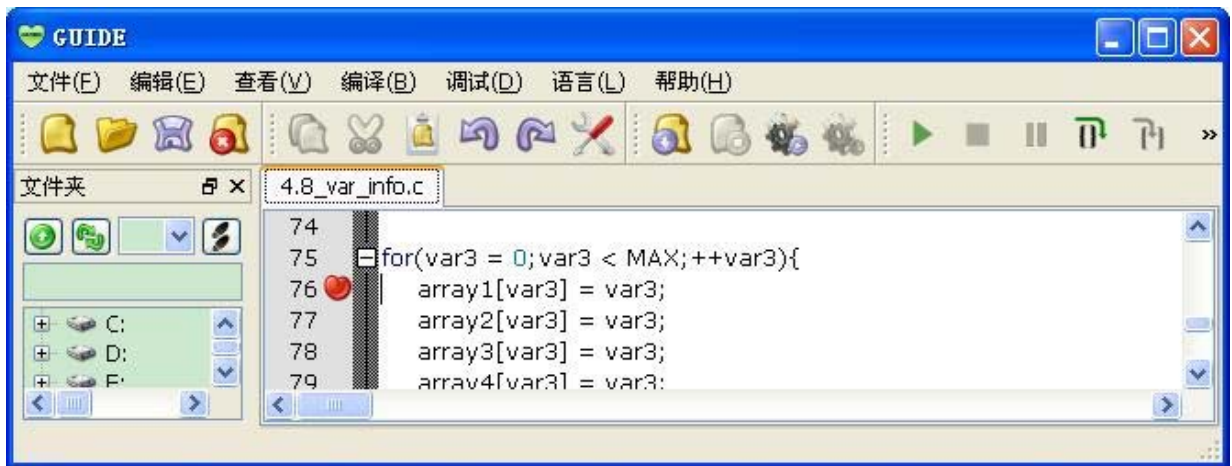 GUIDE
文件(F) 编辑(E) 查看(V) 编译(B) 调试(D) 语言(L) 帮助(H)
文件夹
4.8_var_info.c
74
75 for(var3 = 0;var3 < MAX;++var3){
76 array1[var3] = var3;
77 array2[var3] = var3;
78 array3[var3] = var3;
79 array4[var3] = var3;
C:
D: